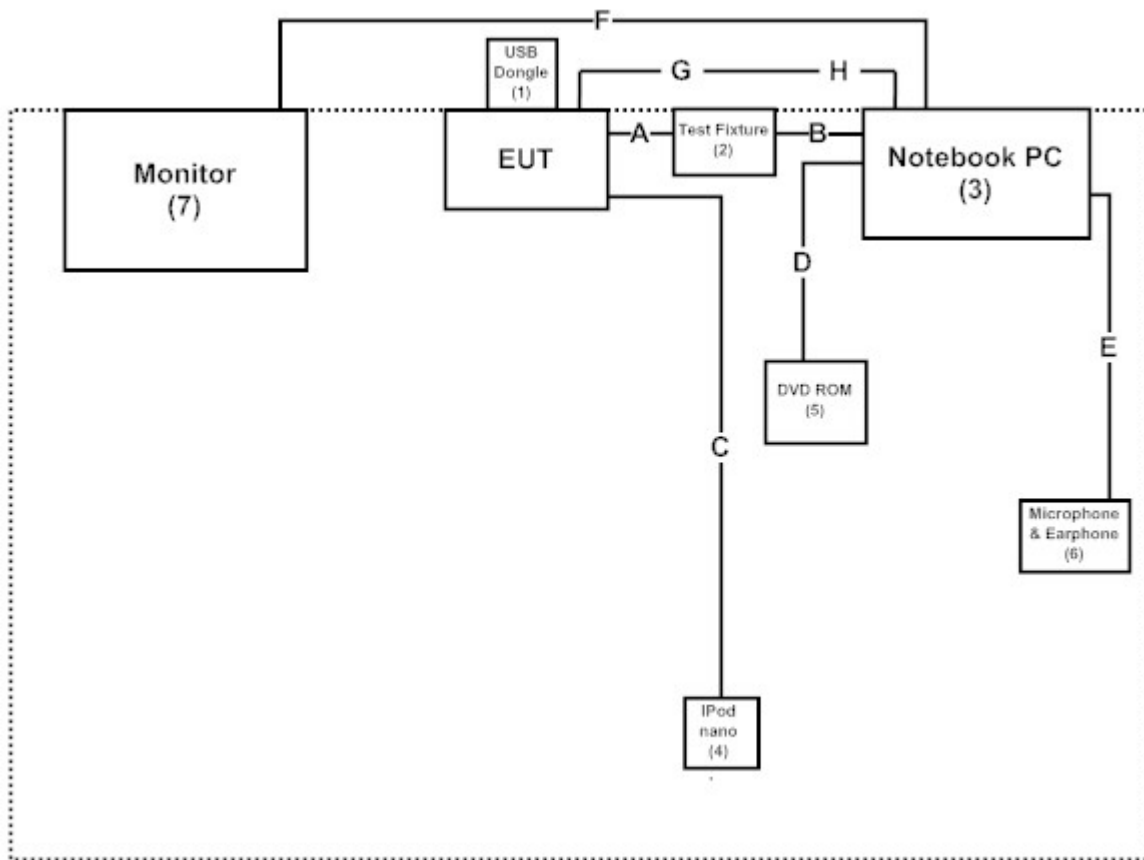 F
USB
Dongle
(1)
G
H
Monitor
(7)
EUT
A
Test Fixture
(2)
B
Notebook PC
(3)
D
E
DVD ROM
(5)
C
Microphone
& Earphone
(6)
IPod
nano
(4)